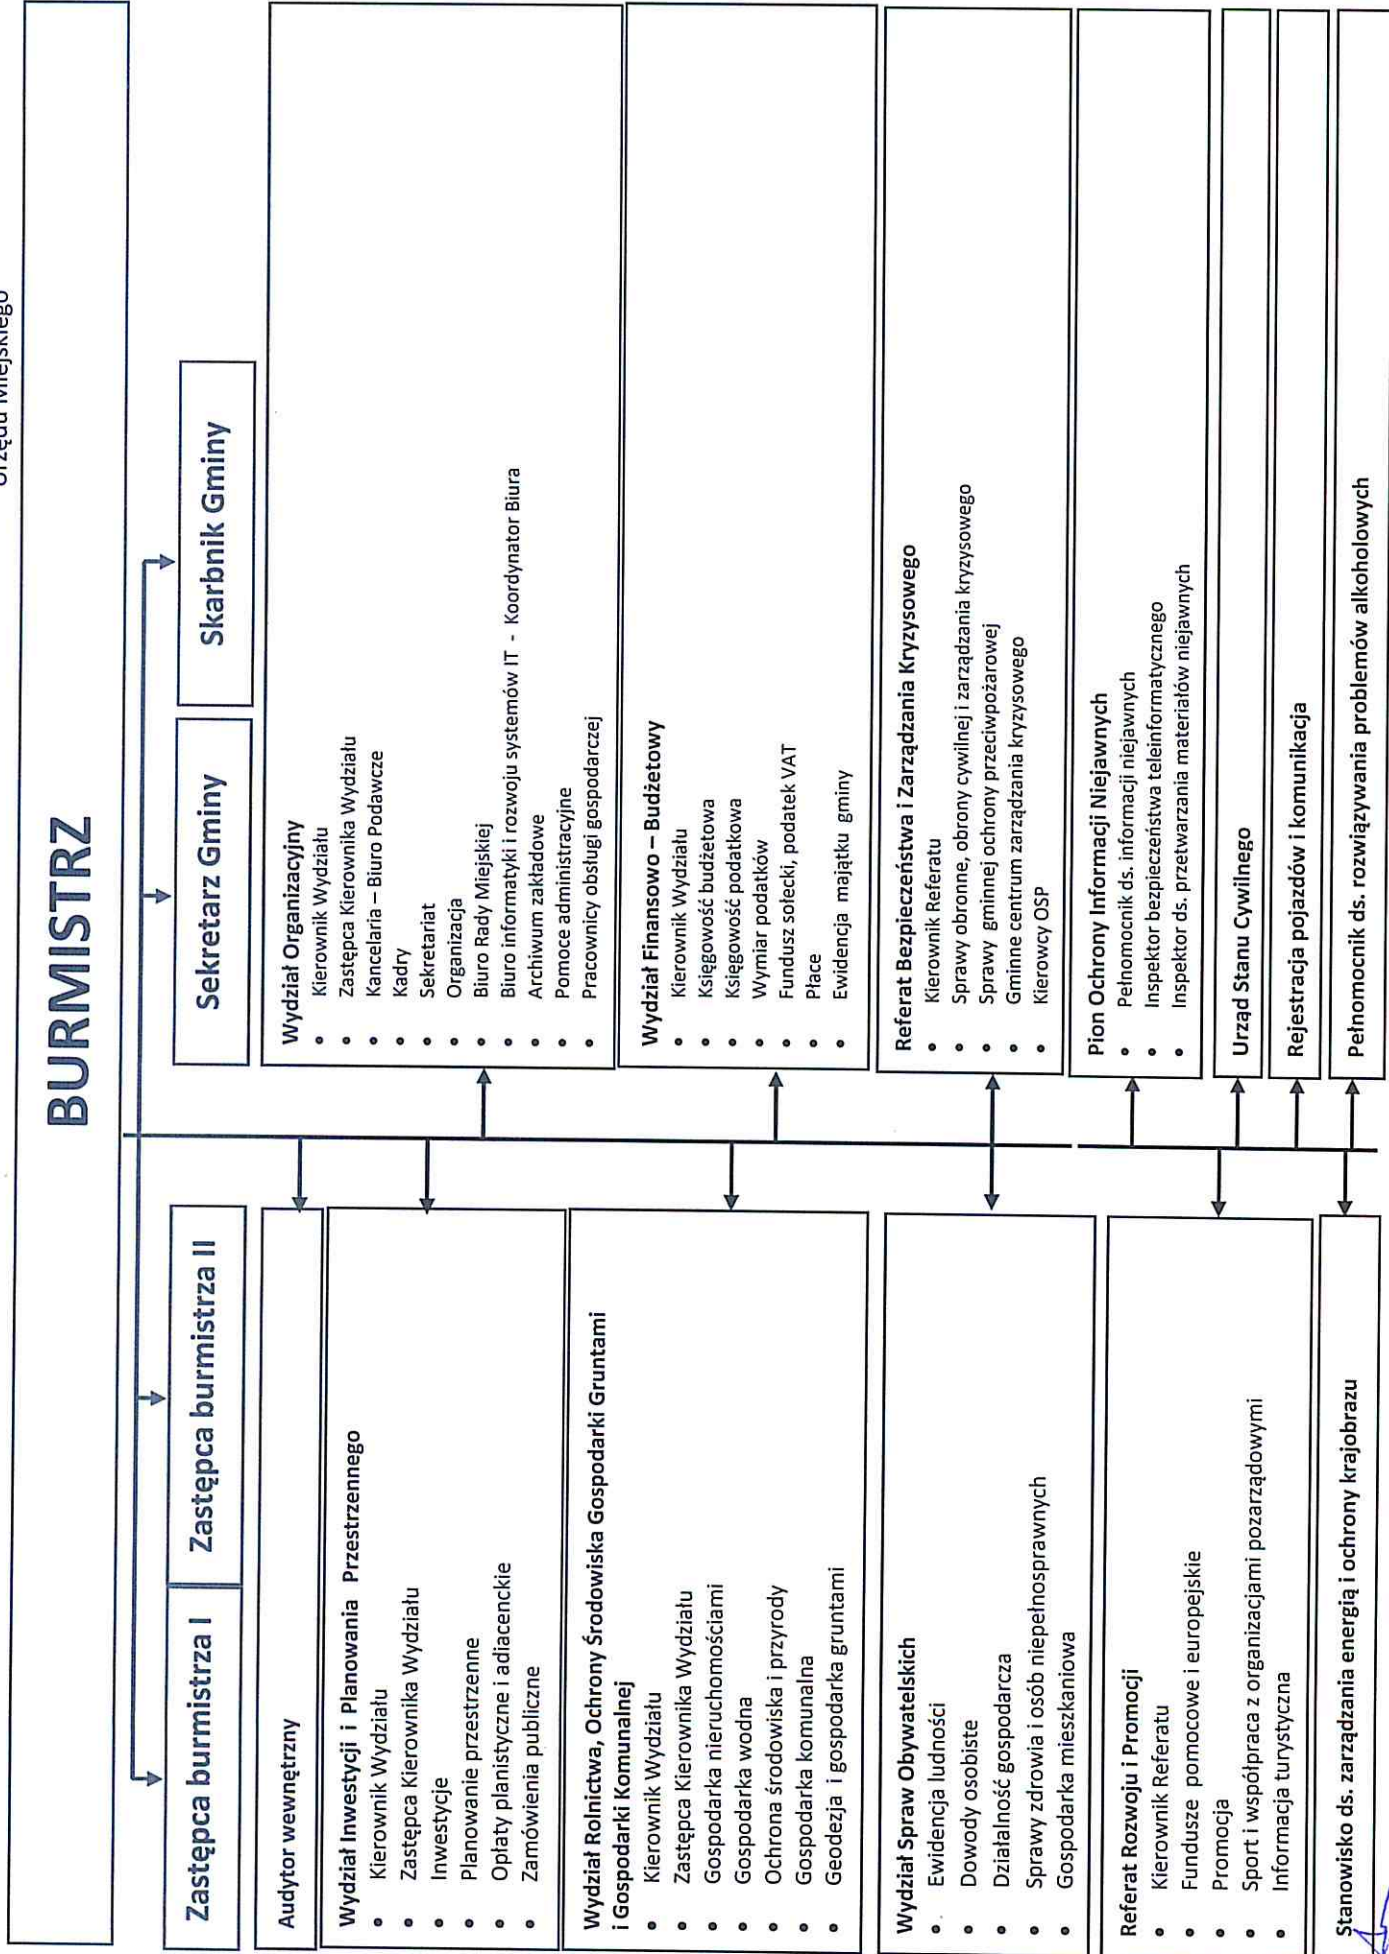 Urzędu Miejskiego
BURMISTRZ
Zastępca burmistrza I
Zastępca burmistrza II
Sekretarz Gminy
Skarbnik Gminy
Audytor wewnętrzny
Wydział Inwestycji i Planowania Przestrzennego
• Kierownik Wydziału
• Zastępca Kierownika Wydziału
• Inwestycje
• Planowanie przestrzenne
• Opłaty planistyczne i adiacenckie
• Zamówienia publiczne
Wydział Rolnictwa, Ochrony Środowiska Gospodarki Gruntami
i Gospodarki Komunalnej
• Kierownik Wydziału
• Zastępca Kierownika Wydziału
• Gospodarka nieruchomościami
• Gospodarka wodna
• Ochrona środowiska i przyrody
• Gospodarka komunalna
• Geodezja i gospodarka gruntami
Wydział Spraw Obywatelskich
• Ewidencja ludności
• Dowody osobiste
• Działalność gospodarcza
• Sprawy zdrowia i osób niepełnosprawnych
• Gospodarka mieszkaniowa
Referat Rozwoju i Promocji
• Kierownik Referatu
• Fundusze pomocowe i europejskie
• Promocja
• Sport i współpraca z organizacjami pozarządowymi
• Informacja turystyczna
Stanowisko ds. zarządzania energią i ochrony krajobrazu
Wydział Organizacyjny
• Kierownik Wydziału
• Zastępca Kierownika Wydziału
• Kancelaria – Biuro Podawcze
• Kadry
• Sekretariat
• Organizacja
• Biuro Rady Miejskiej
• Biuro informatyki i rozwoju systemów IT - Koordynator Biura
• Archiwum zakładowe
• Pomoce administracyjne
• Pracownicy obsługi gospodarczej
Wydział Finansowo – Budżetowy
• Kierownik Wydziału
• Księgowość budżetowa
• Księgowość podatkowa
• Wymiar podatków
• Fundusz sołecki, podatek VAT
• Płace
• Ewidencja majątku gminy
Referat Bezpieczeństwa i Zarządzania Kryzysowego
• Kierownik Referatu
• Sprawy obronne, obrony cywilnej i zarządzania kryzysowego
• Sprawy gminnej ochrony przeciwpożarowej
• Gminne centrum zarządzania kryzysowego
• Kierowcy OSP
Pion Ochrony Informacji Niejawnych
• Pełnomocnik ds. informacji niejawnych
• Inspektor bezpieczeństwa teleinformatycznego
• Inspektor ds. przetwarzania materiałów niejawnych
Urząd Stanu Cywilnego
Rejestracja pojazdów i komunikacja
Pełnomocnik ds. rozwiązywania problemów alkoholowych